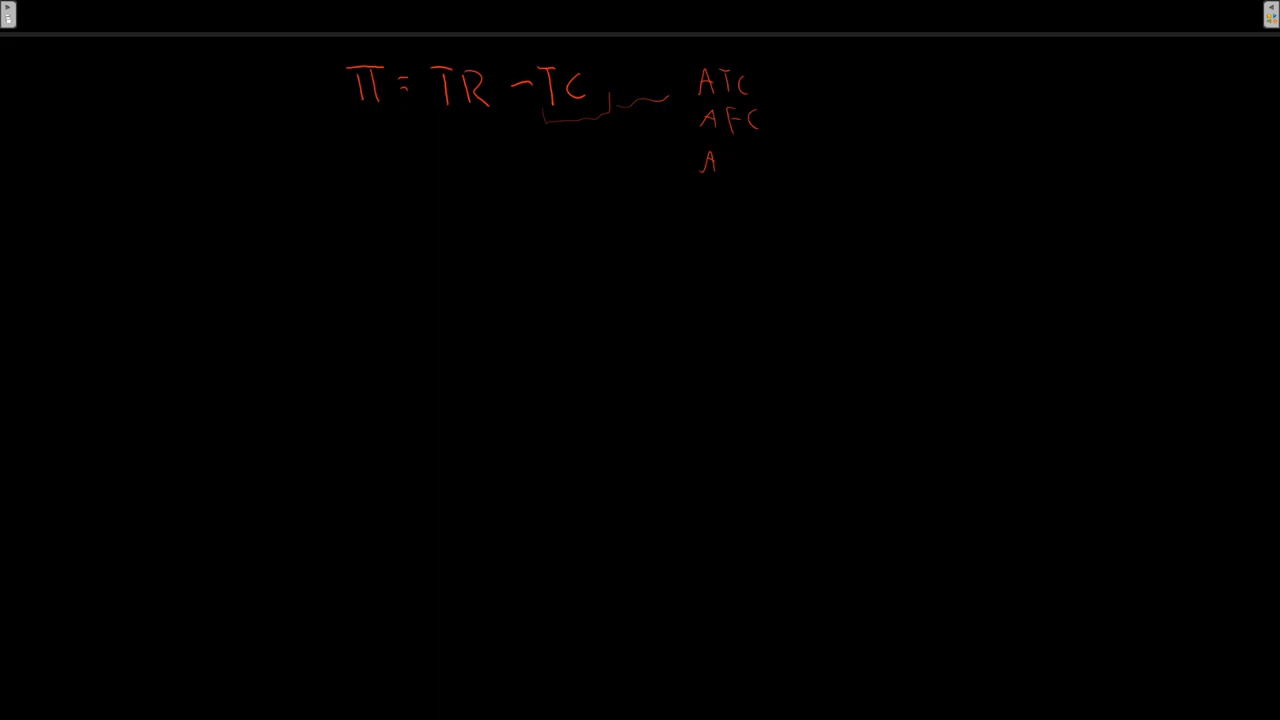 π = TR - TC
ATC
AFC
A